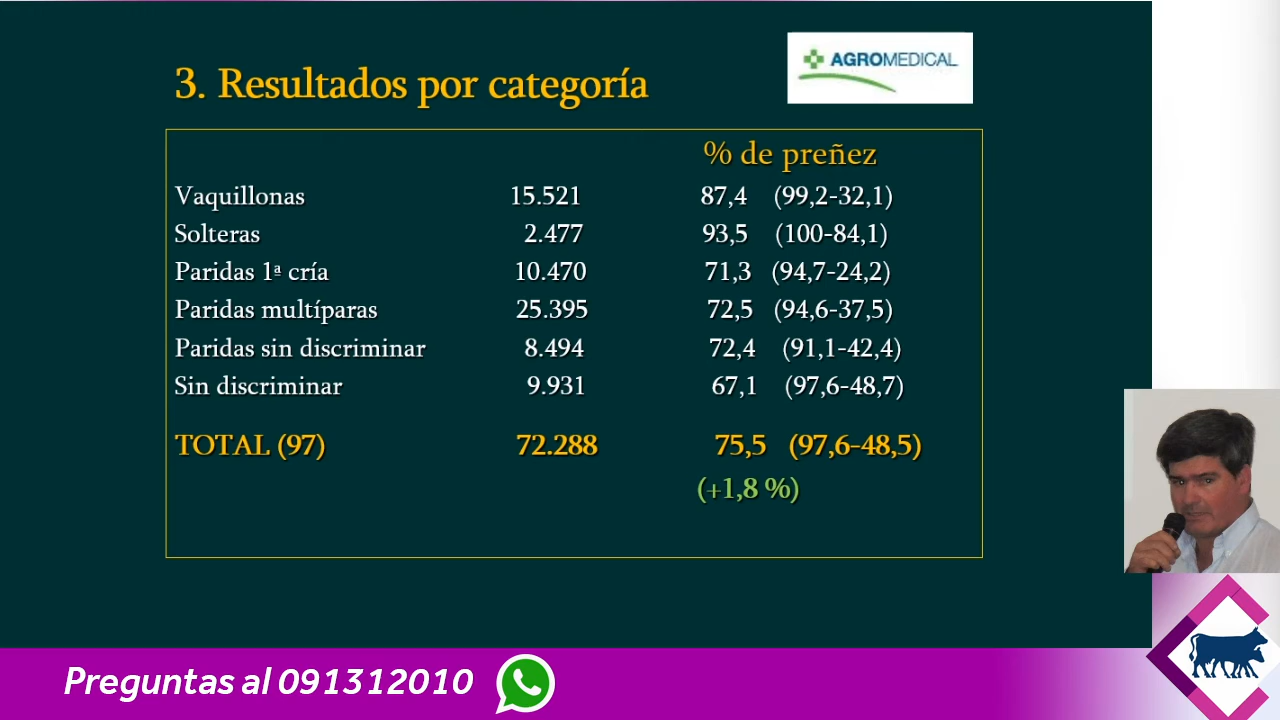 3. Resultados por categoría
AGROMEDICAL
% de preñez
Vaquillonas 15.521 87,4 (99,2-32,1)
Solteras 2.477 93,5 (100-84,1)
Paridas 1ª cría 10.470 71,3 (94,7-24,2)
Paridas multíparas 25.395 72,5 (94,6-37,5)
Paridas sin discriminar 8.494 72,4 (91,1-42,4)
Sin discriminar 9.931 67,1 (97,6-48,7)
TOTAL (97) 72.288 75,5 (97,6-48,5)
(+1,8 %)
Preguntas al 091312010